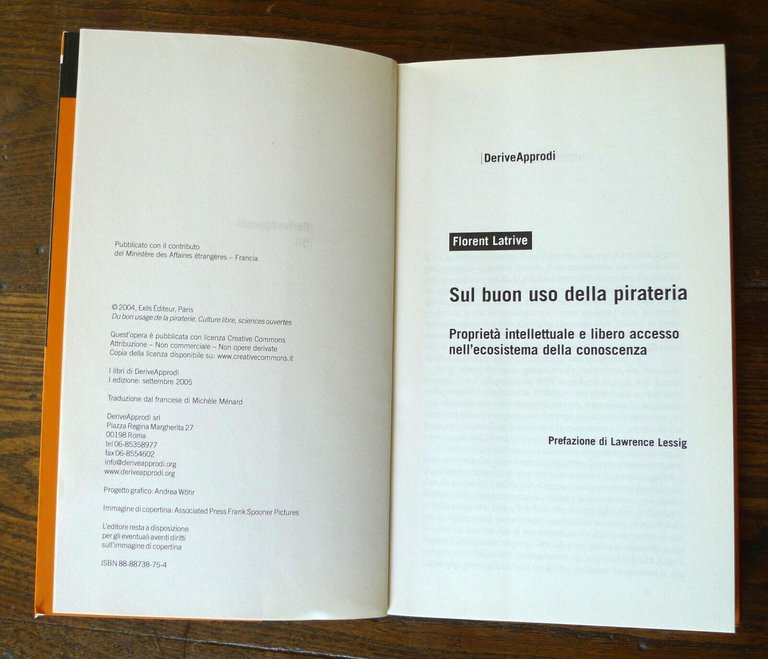 Pubblicato con il contributo
del Ministère des Affaires étrangères – Francia
© 2004, Exils Éditeur, Paris
Du bon usage de la piraterie. Culture libre, sciences ouvertes
Quest'opera è pubblicata con licenza Creative Commons
Attribuzione – Non commerciale – Non opere derivate
Copia della licenza disponibile su: www.creativecommons.it
I libri di DeriveApprodi
I edizione: settembre 2005
Traduzione dal francese di Michèle Ménard
DeriveApprodi srl
Piazza Regina Margherita 27
00198 Roma
tel 06-85358977
fax 06-8554602
info@deriveapprodi.org
www.deriveapprodi.org
Progetto grafico: Andrea Wöhr
Immagine di copertina: Associated Press Frank Spooner Pictures
L'editore resta a disposizione
per gli eventuali aventi diritti
sull'immagine di copertina
ISBN 88-88738-75-4
|DeriveApprodi
Florent Latrive
Sul buon uso della pirateria
Proprietà intellettuale e libero accesso
nell'ecosistema della conoscenza
Prefazione di Lawrence Lessig